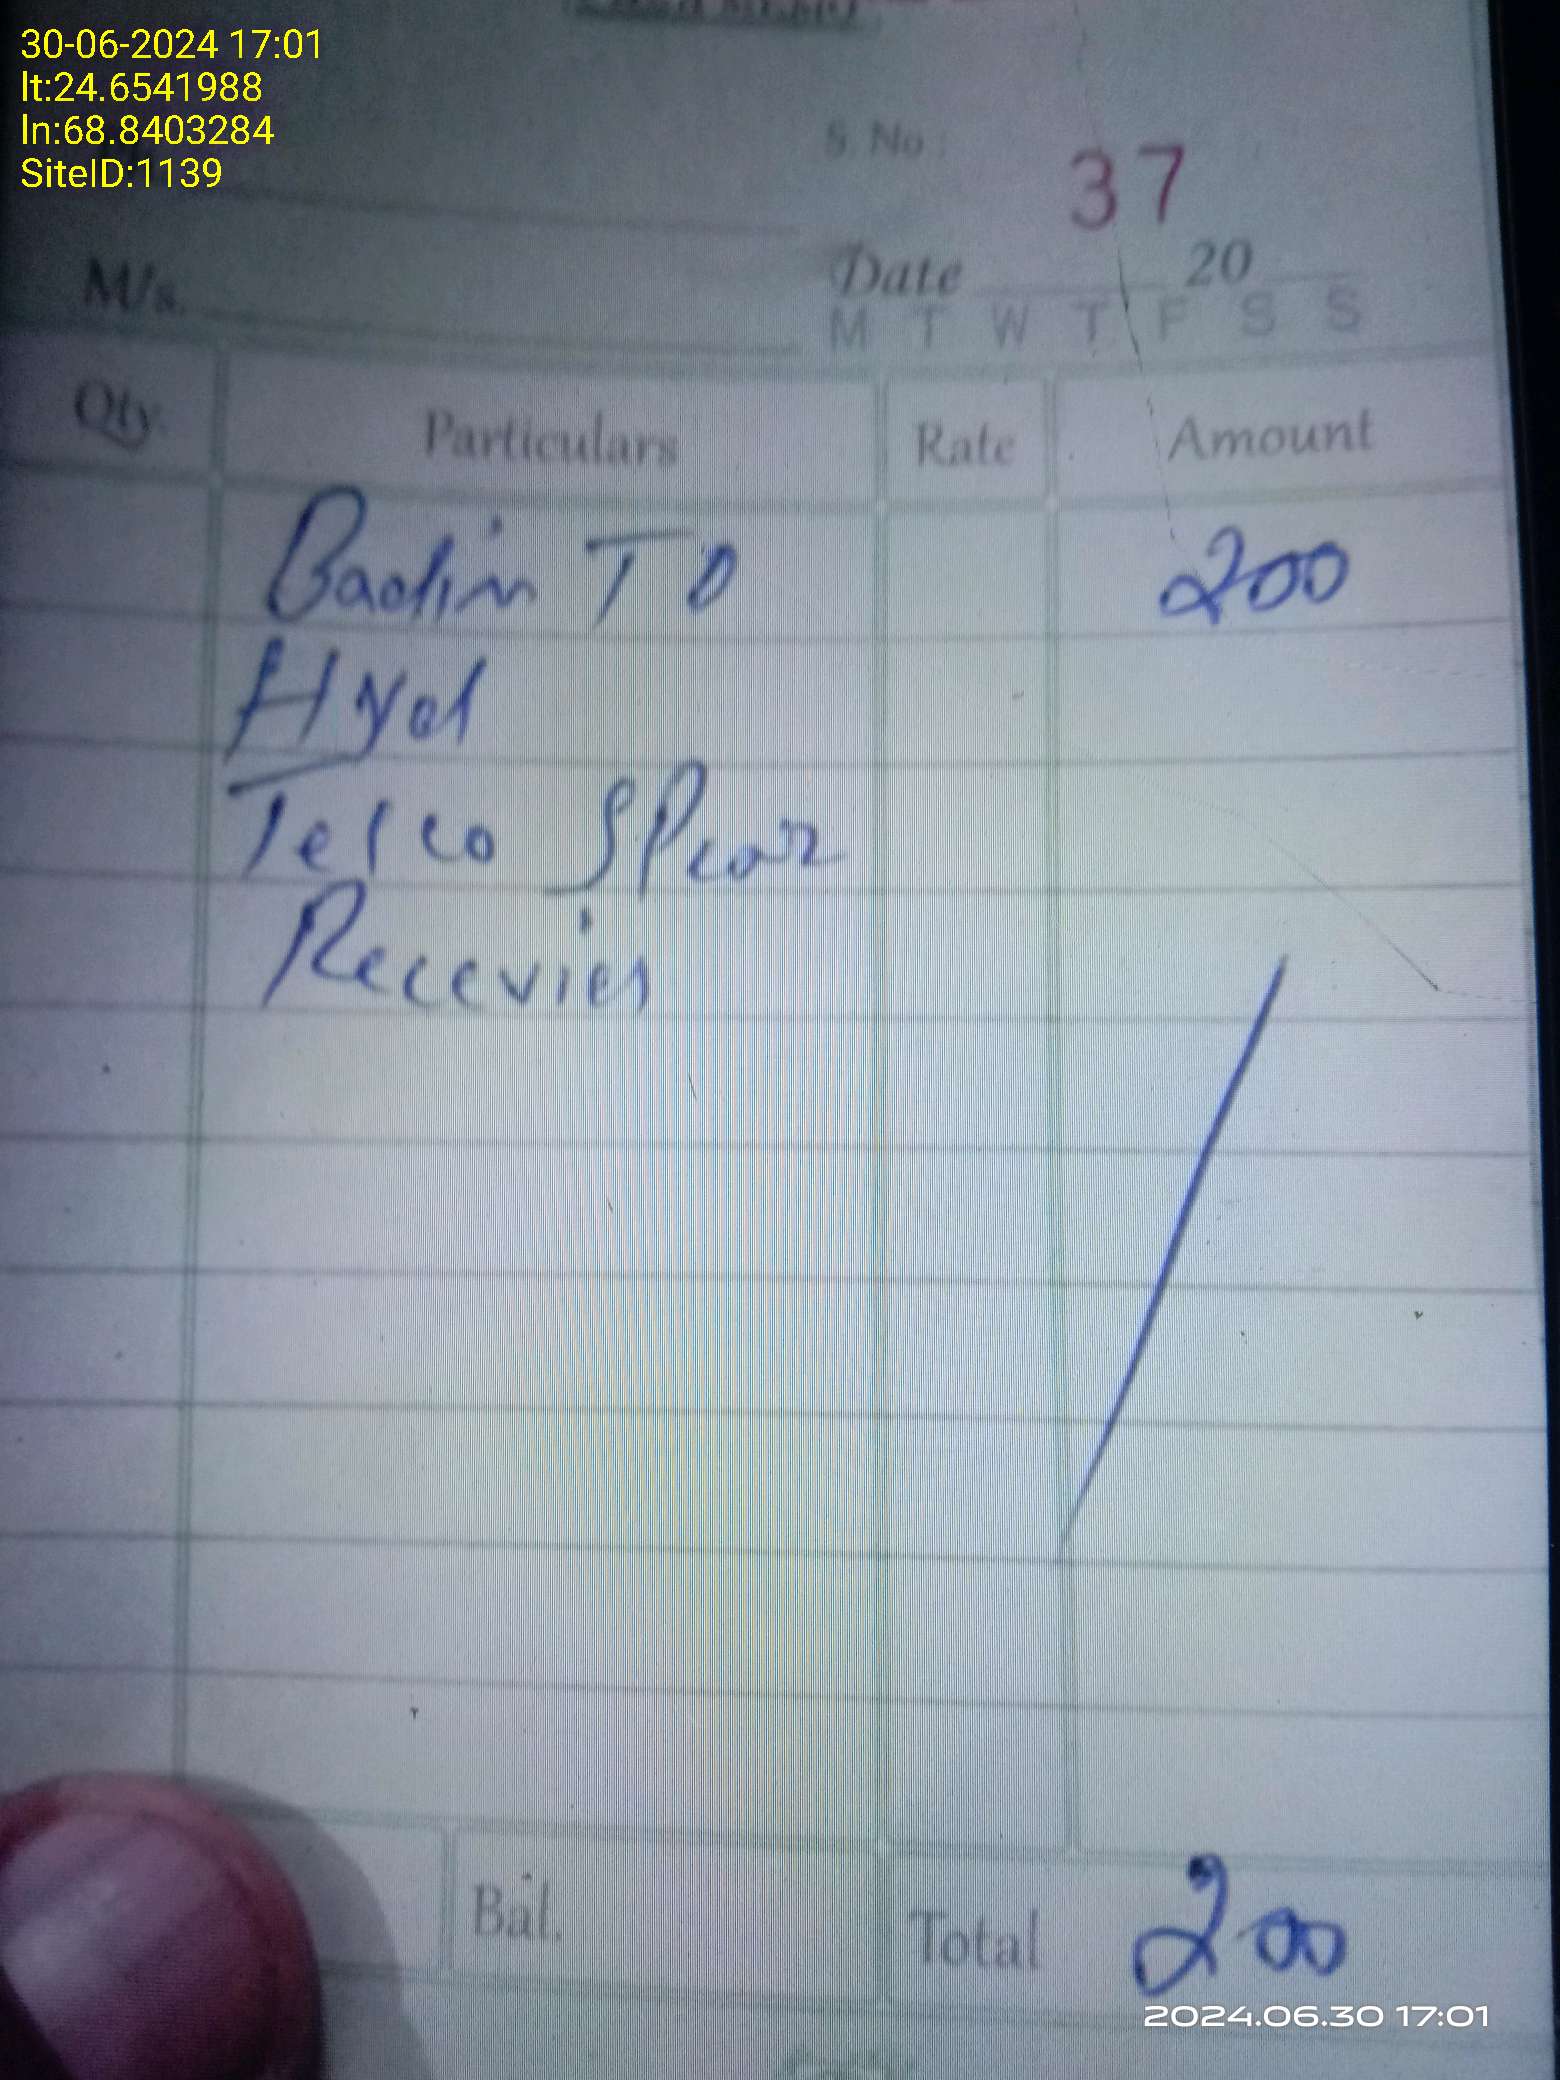 30-06-2024 17:01
lt:24.6541988
ln:68.8403284
SiteID:1139
S.No: 37
Date 20
M/s.
M T W T F S S
Qty. Particulars Rate Amount
Badin TO 200
Hyd
Telco SPear
Recevied
Bal. Total 200
2024.06.30 17:01